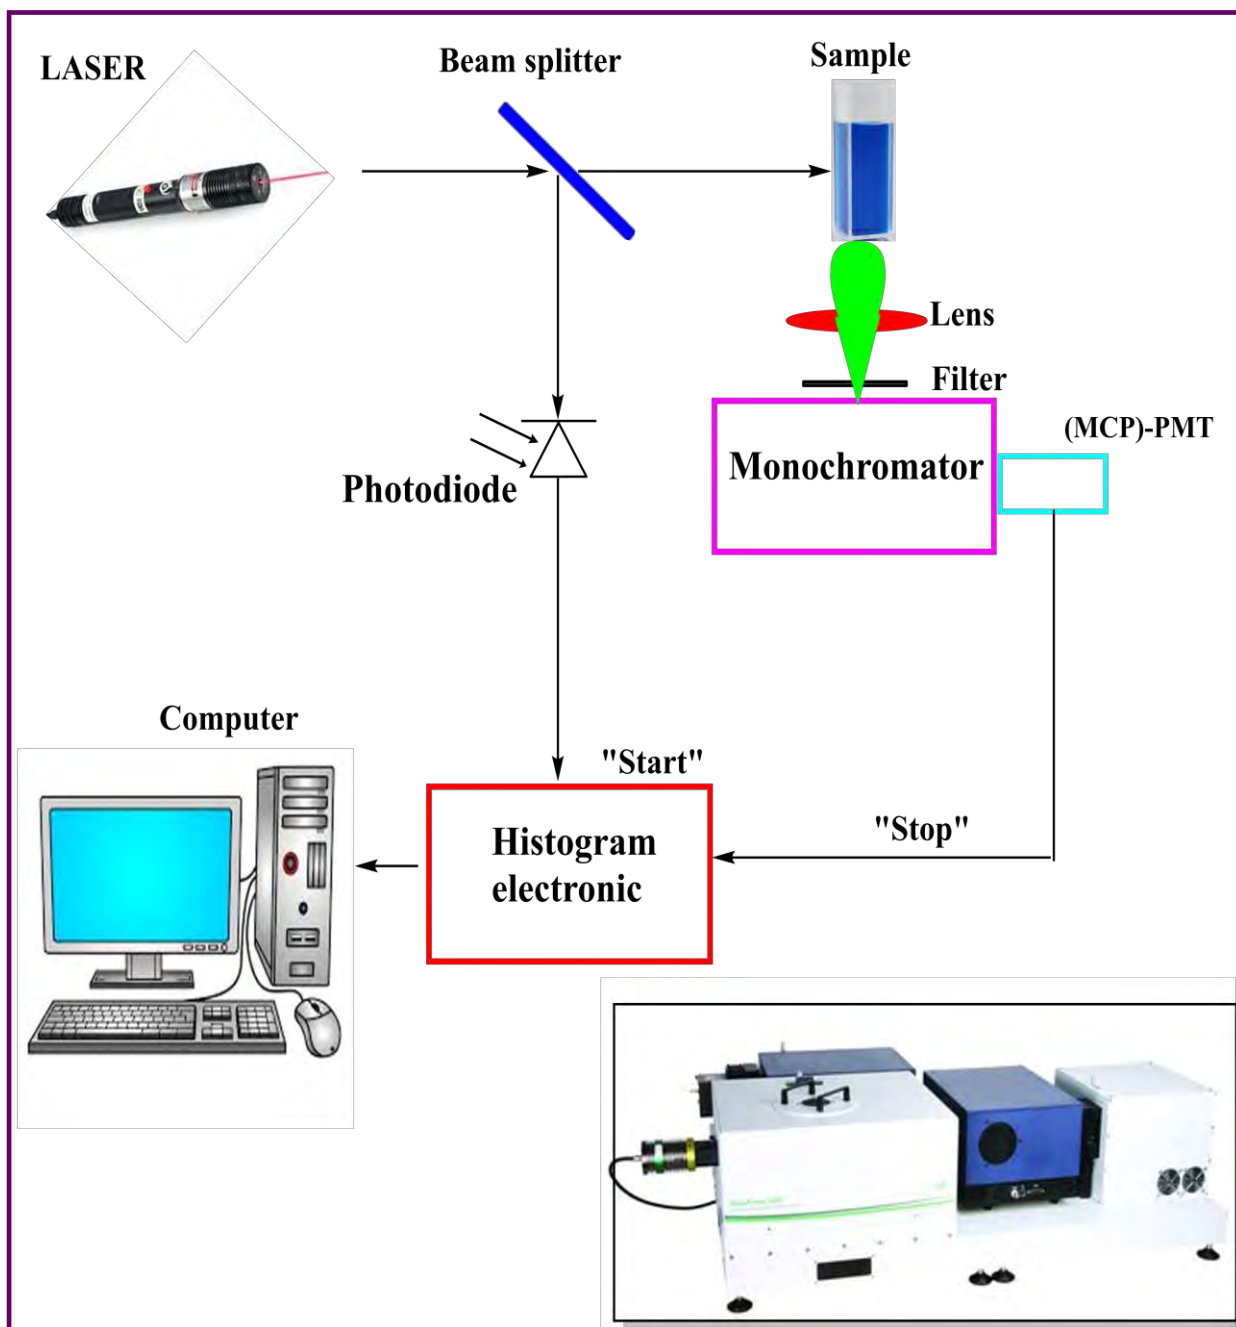 LASER
Beam splitter
Sample
Lens
Filter
(MCP)-PMT
Monochromator
Photodiode
Computer
"Start"
"Stop"
Histogram
electronic